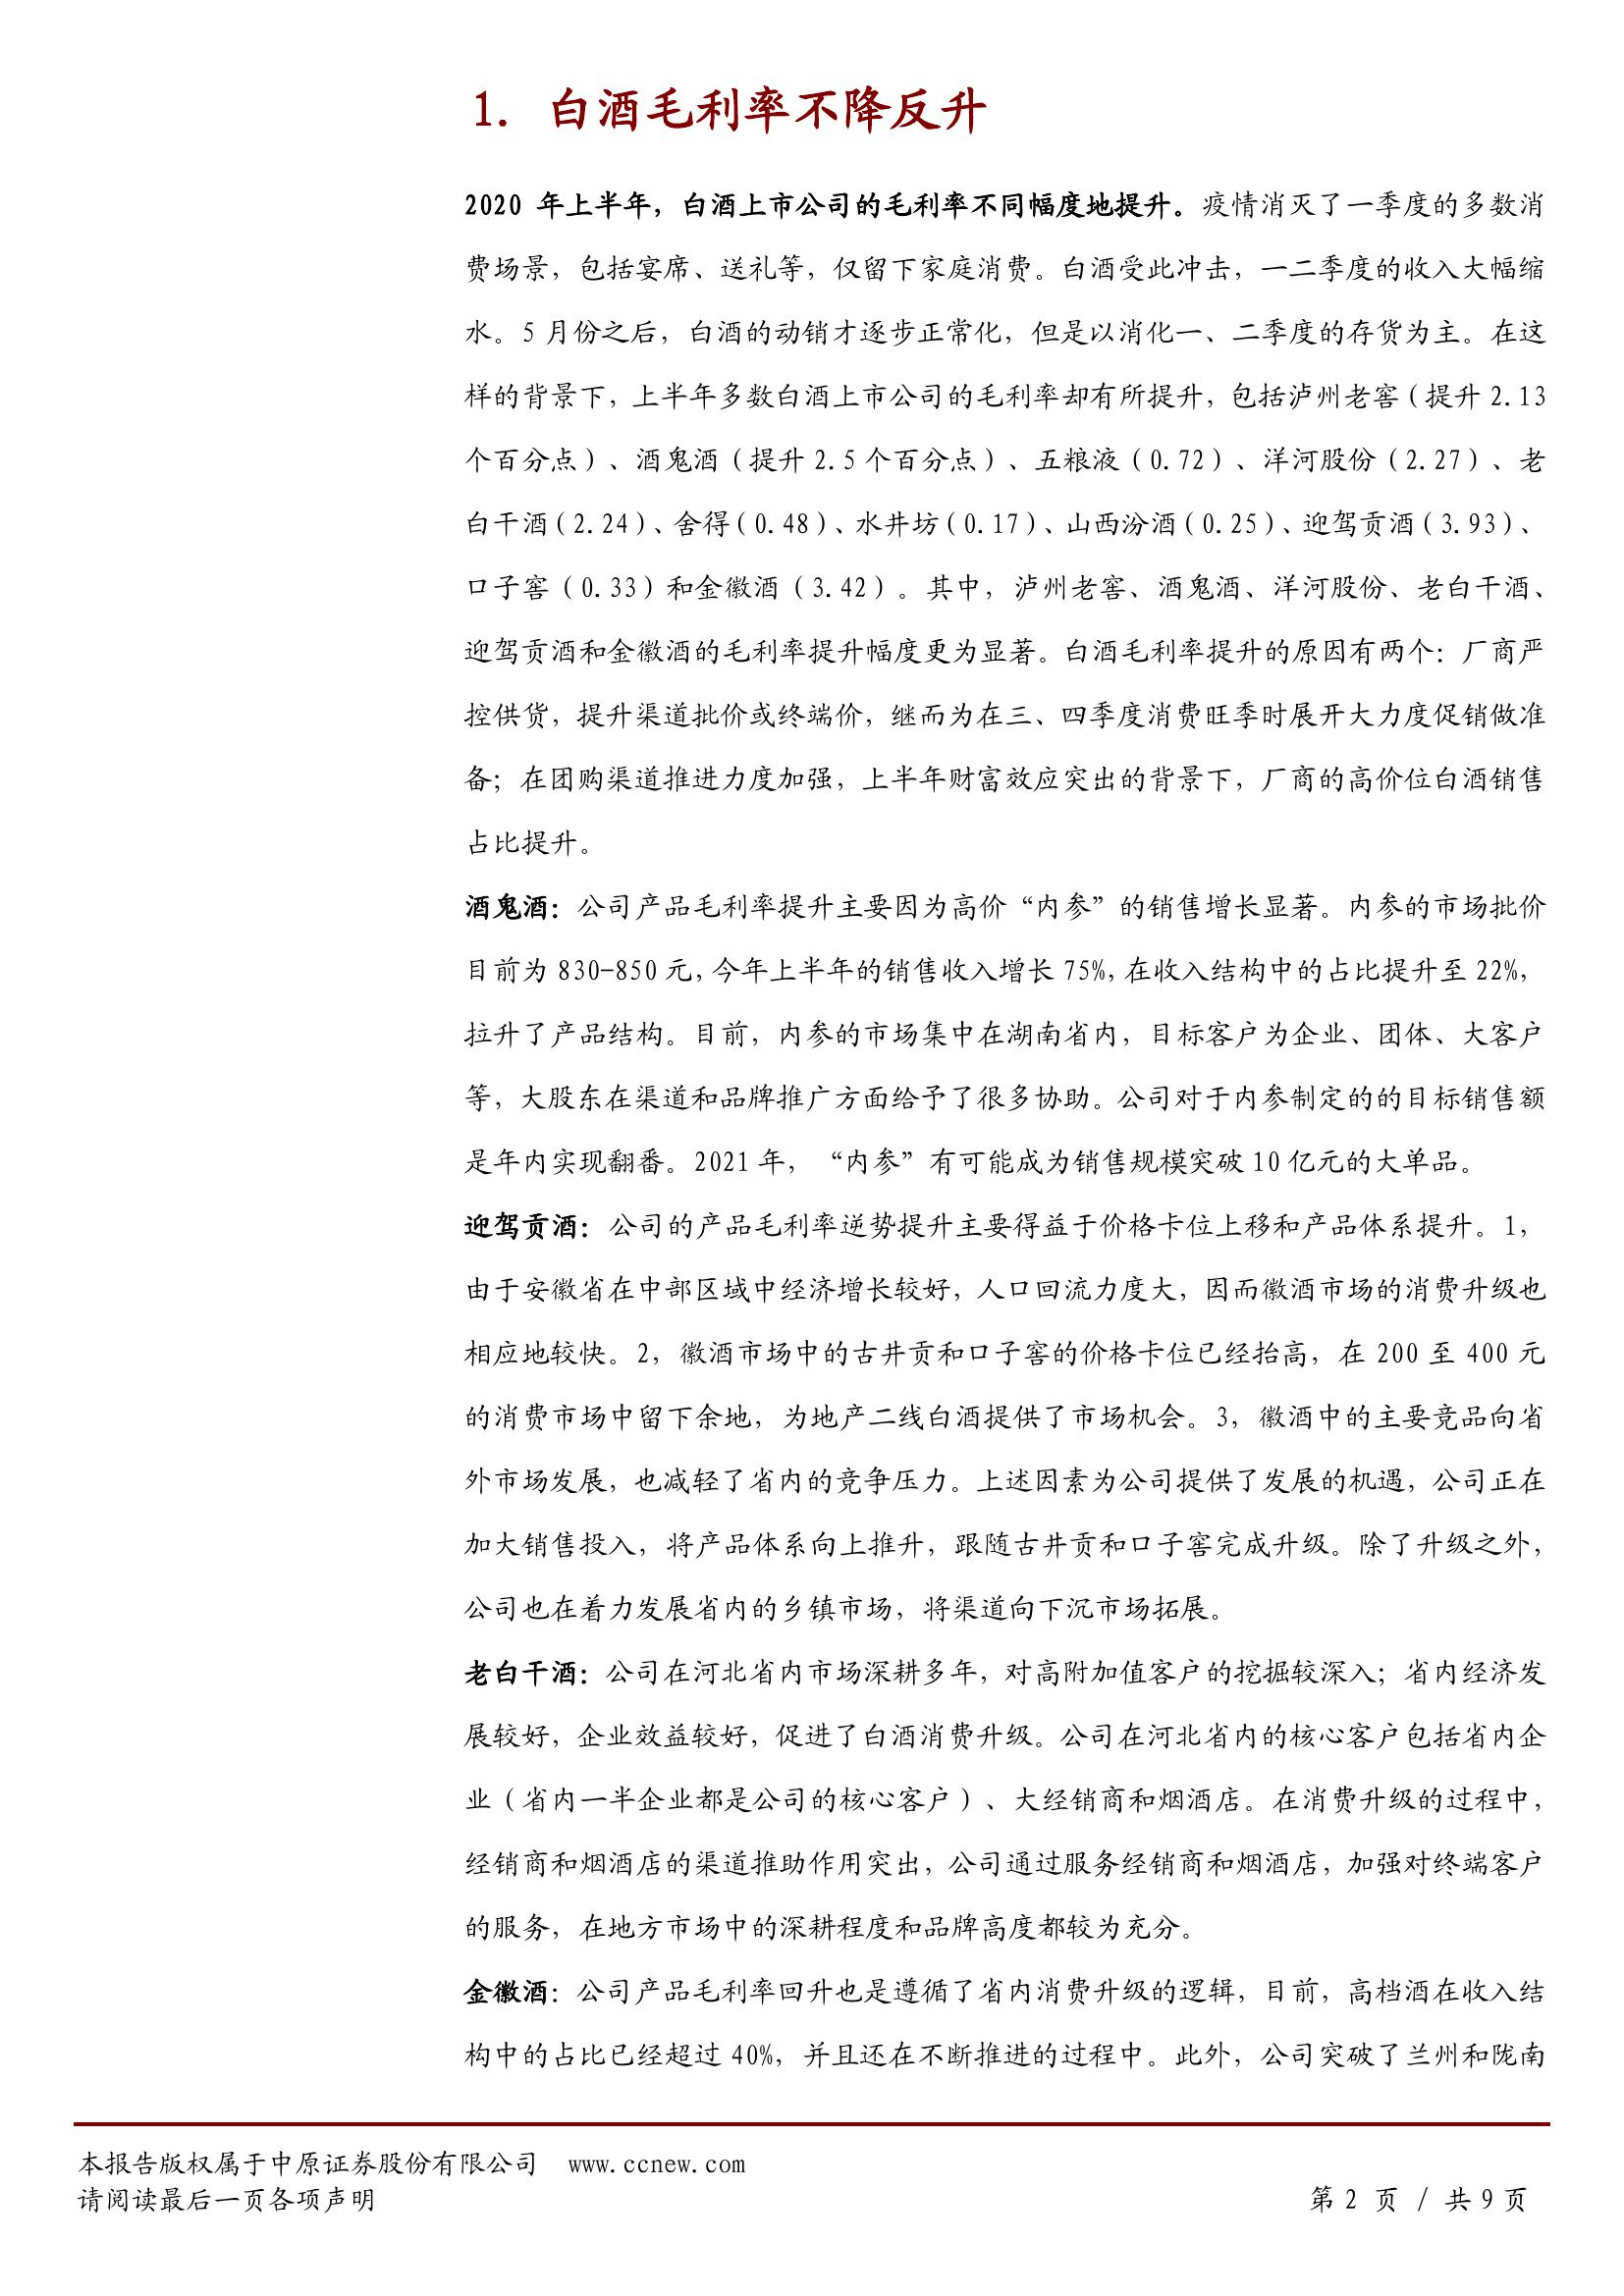 1. 白酒毛利率不降反升
2020 年上半年，白酒上市公司的毛利率不同幅度地提升。疫情消灭了一季度的多数消
费场景，包括宴席、送礼等，仅留下家庭消费。白酒受此冲击，一二季度的收入大幅缩
水。5 月份之后，白酒的动销才逐步正常化，但是以消化一、二季度的存货为主。在这
样的背景下，上半年多数白酒上市公司的毛利率却有所提升，包括泸州老窖（提升 2.13
个百分点）、酒鬼酒（提升 2.5 个百分点）、五粮液（0.72）、洋河股份（2.27）、老
白干酒（2.24）、舍得（0.48）、水井坊（0.17）、山西汾酒（0.25）、迎驾贡酒（3.93）、
口子窖（0.33）和金徽酒（3.42）。其中，泸州老窖、酒鬼酒、洋河股份、老白干酒、
迎驾贡酒和金徽酒的毛利率提升幅度更为显著。白酒毛利率提升的原因有两个：厂商严
控供货，提升渠道批价或终端价，继而为在三、四季度消费旺季时展开大力度促销做准
备；在团购渠道推进力度加强，上半年财富效应突出的背景下，厂商的高价位白酒销售
占比提升。
酒鬼酒：公司产品毛利率提升主要因为高价“内参”的销售增长显著。内参的市场批价
目前为 830-850 元，今年上半年的销售收入增长 75%，在收入结构中的占比提升至 22%，
拉升了产品结构。目前，内参的市场集中在湖南省内，目标客户为企业、团体、大客户
等，大股东在渠道和品牌推广方面给予了很多协助。公司对于内参制定的的目标销售额
是年内实现翻番。2021 年，“内参”有可能成为销售规模突破 10 亿元的大单品。
迎驾贡酒：公司的产品毛利率逆势提升主要得益于价格卡位上移和产品体系提升。1，
由于安徽省在中部区域中经济增长较好，人口回流力度大，因而徽酒市场的消费升级也
相应地较快。2，徽酒市场中的古井贡和口子窖的价格卡位已经抬高，在 200 至 400 元
的消费市场中留下余地，为地产二线白酒提供了市场机会。3，徽酒中的主要竞品向省
外市场发展，也减轻了省内的竞争压力。上述因素为公司提供了发展的机遇，公司正在
加大销售投入，将产品体系向上推升，跟随古井贡和口子窖完成升级。除了升级之外，
公司也在着力发展省内的乡镇市场，将渠道向下沉市场拓展。
老白干酒：公司在河北省内市场深耕多年，对高附加值客户的挖掘较深入；省内经济发
展较好，企业效益较好，促进了白酒消费升级。公司在河北省内的核心客户包括省内企
业（省内一半企业都是公司的核心客户）、大经销商和烟酒店。在消费升级的过程中，
经销商和烟酒店的渠道推助作用突出，公司通过服务经销商和烟酒店，加强对终端客户
的服务，在地方市场中的深耕程度和品牌高度都较为充分。
金徽酒：公司产品毛利率回升也是遵循了省内消费升级的逻辑，目前，高档酒在收入结
构中的占比已经超过 40%，并且还在不断推进的过程中。此外，公司突破了兰州和陇南
本报告版权属于中原证券股份有限公司 www.ccnew.com
请阅读最后一页各项声明
第 2 页 / 共 9 页